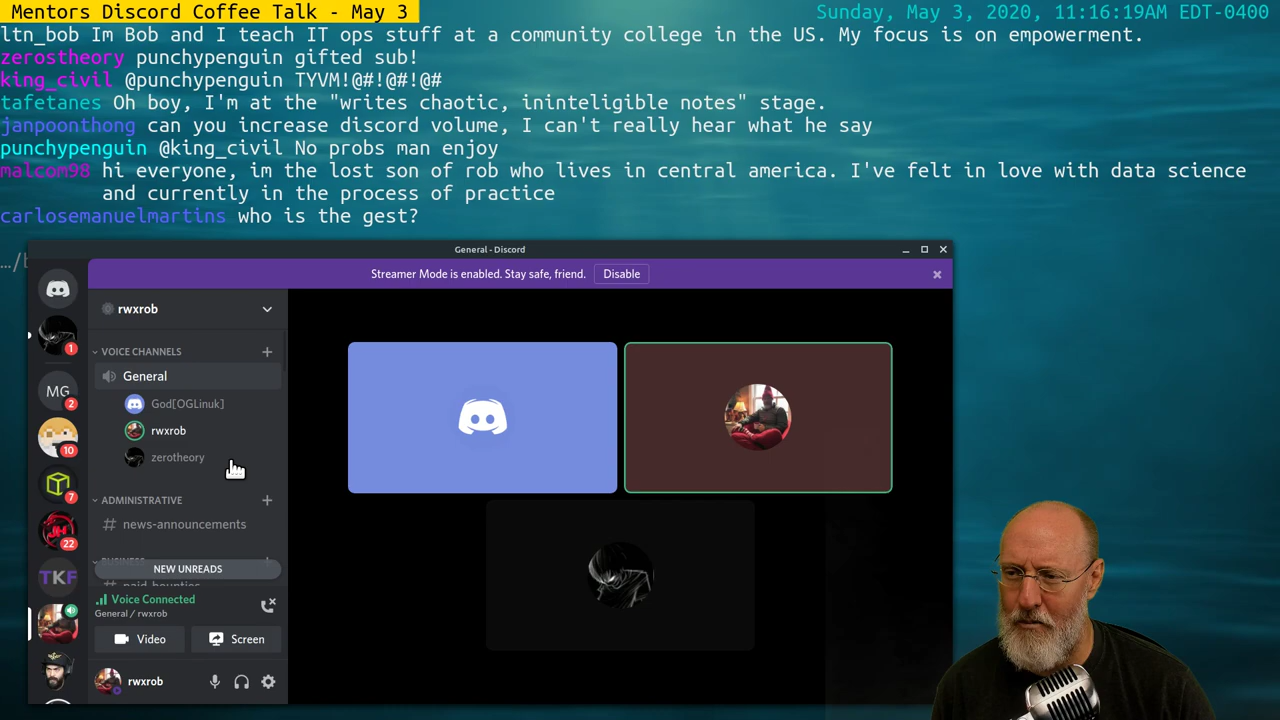 Mentors Discord Coffee Talk - May 3
Sunday, May 3, 2020, 11:16:19AM EDT-0400
ltn_bob Im Bob and I teach IT ops stuff at a community college in the US. My focus is on empowerment.
zerostheory punchypenguin gifted sub!
king_civil @punchypenguin TYVM!@#!@#!@#
tafetanes Oh boy, I'm at the "writes chaotic, ininteligible notes" stage.
janpoonthong can you increase discord volume, I can't really hear what he say
punchypenguin @king_civil No probs man enjoy
malcom98 hi everyone, im the lost son of rob who lives in central america. I've felt in love with data science
and currently in the process of practice
carlosemanuelmartins who is the gest?
General - Discord
Streamer Mode is enabled. Stay safe, friend. Disable
rwxrob
VOICE CHANNELS
General
God[OGLinuk]
rwxrob
zerotheory
ADMINISTRATIVE
# news-announcements
NEW UNREADS
Voice Connected
General / rwxrob
Video Screen
rwxrob
1
MG
2
10
7
22
TKF